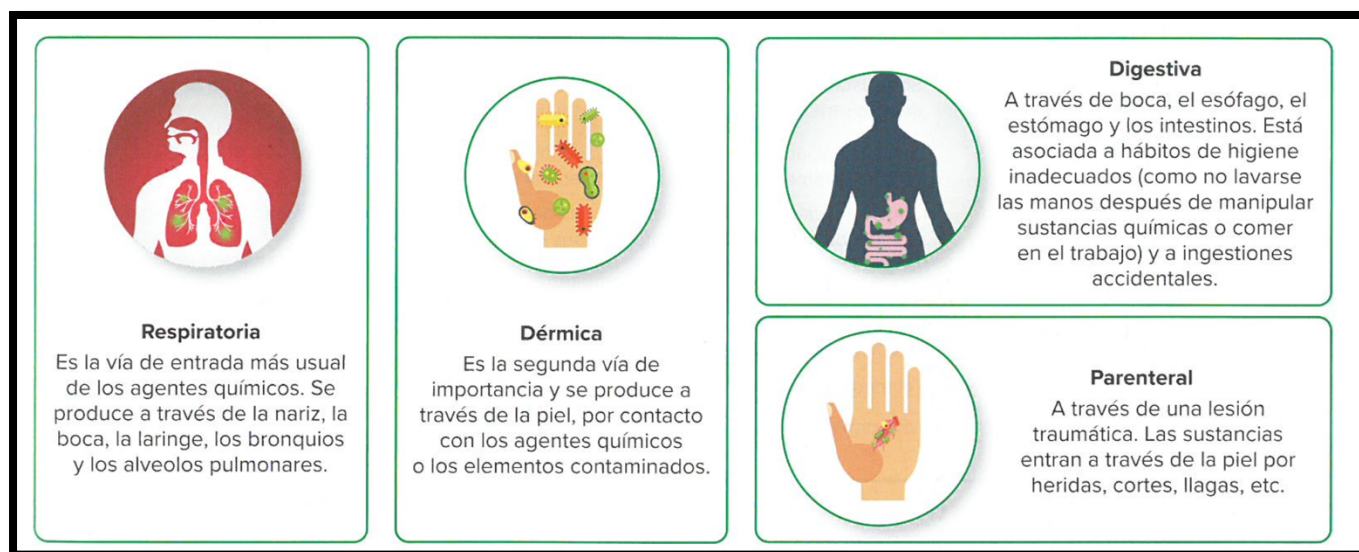 Respiratoria
Es la vía de entrada más usual
de los agentes químicos. Se
produce a través de la nariz, la
boca, la laringe, los bronquios
y los alveolos pulmonares.
Dérmica
Es la segunda vía de
importancia y se produce a
través de la piel, por contacto
con los agentes químicos
o los elementos contaminados.
Digestiva
A través de boca, el esófago, el
estómago y los intestinos. Está
asociada a hábitos de higiene
inadecuados (como no lavarse
las manos después de manipular
sustancias químicas o comer
en el trabajo) y a ingestiones
accidentales.
Parenteral
A través de una lesión
traumática. Las sustancias
entran a través de la piel por
heridas, cortes, llagas, etc.